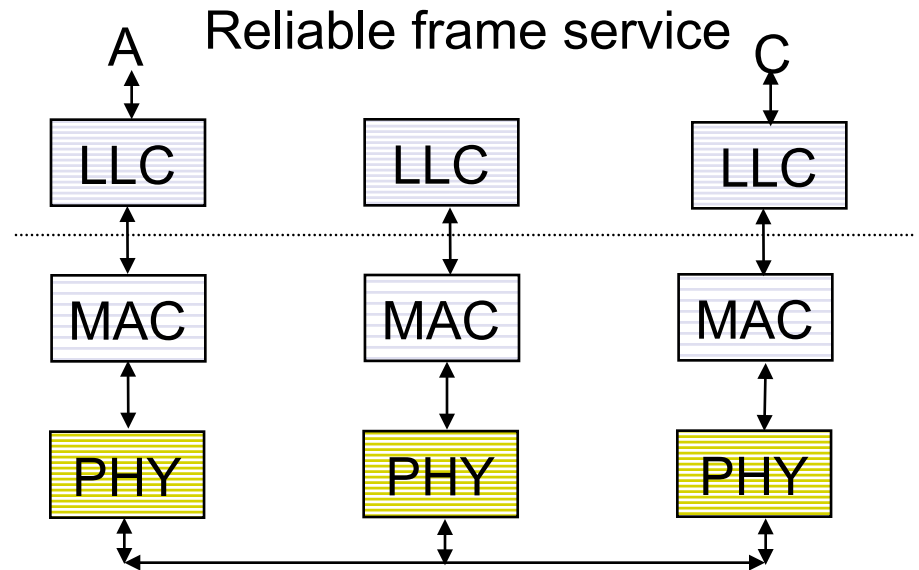 Reliable frame service
A
C
LLC
LLC
LLC
MAC
MAC
MAC
PHY
PHY
PHY